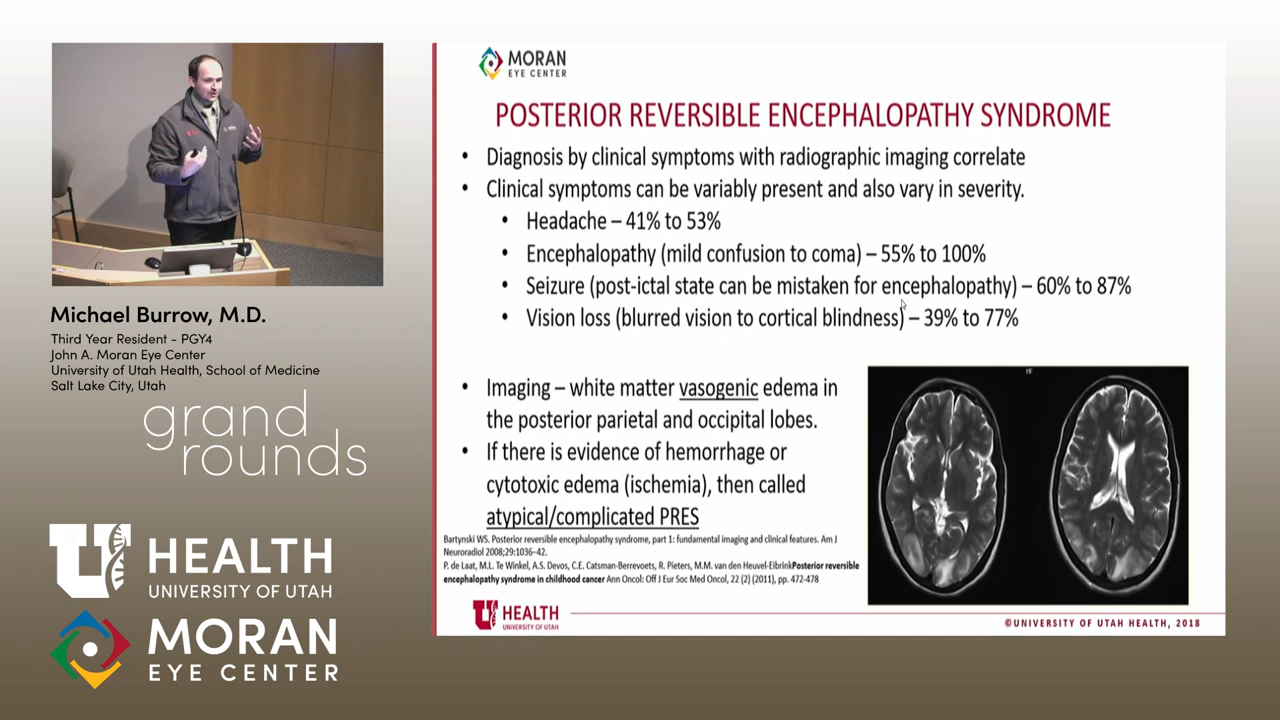 Michael Burrow, M.D.
Third Year Resident - PGY4
John A. Moran Eye Center
University of Utah Health, School of Medicine
Salt Lake City, Utah
grand
rounds
U HEALTH
UNIVERSITY OF UTAH
MORAN
EYE CENTER
MORAN
EYE CENTER
POSTERIOR REVERSIBLE ENCEPHALOPATHY SYNDROME
• Diagnosis by clinical symptoms with radiographic imaging correlate
• Clinical symptoms can be variably present and also vary in severity.
• Headache – 41% to 53%
• Encephalopathy (mild confusion to coma) – 55% to 100%
• Seizure (post-ictal state can be mistaken for encephalopathy) – 60% to 87%
• Vision loss (blurred vision to cortical blindness) – 39% to 77%
• Imaging – white matter vasogenic edema in
the posterior parietal and occipital lobes.
• If there is evidence of hemorrhage or
cytotoxic edema (ischemia), then called
atypical/complicated PRES
Bartynski WS. Posterior reversible encephalopathy syndrome, part 1: fundamental imaging and clinical features. Am J
Neuroradiol 2008;29:1036–42.
P. de Laat, M.L. Te Winkel, A.S. Devos, C.E. Catsman-Berrevoets, R. Pieters, M.M. van den Heuvel-EibrinkPosterior reversible
encephalopathy syndrome in childhood cancer Ann Oncol: Off J Eur Soc Med Oncol, 22 (2) (2011), pp. 472-478
HF
U HEALTH
UNIVERSITY OF UTAH
©UNIVERSITY OF UTAH HEALTH, 2018